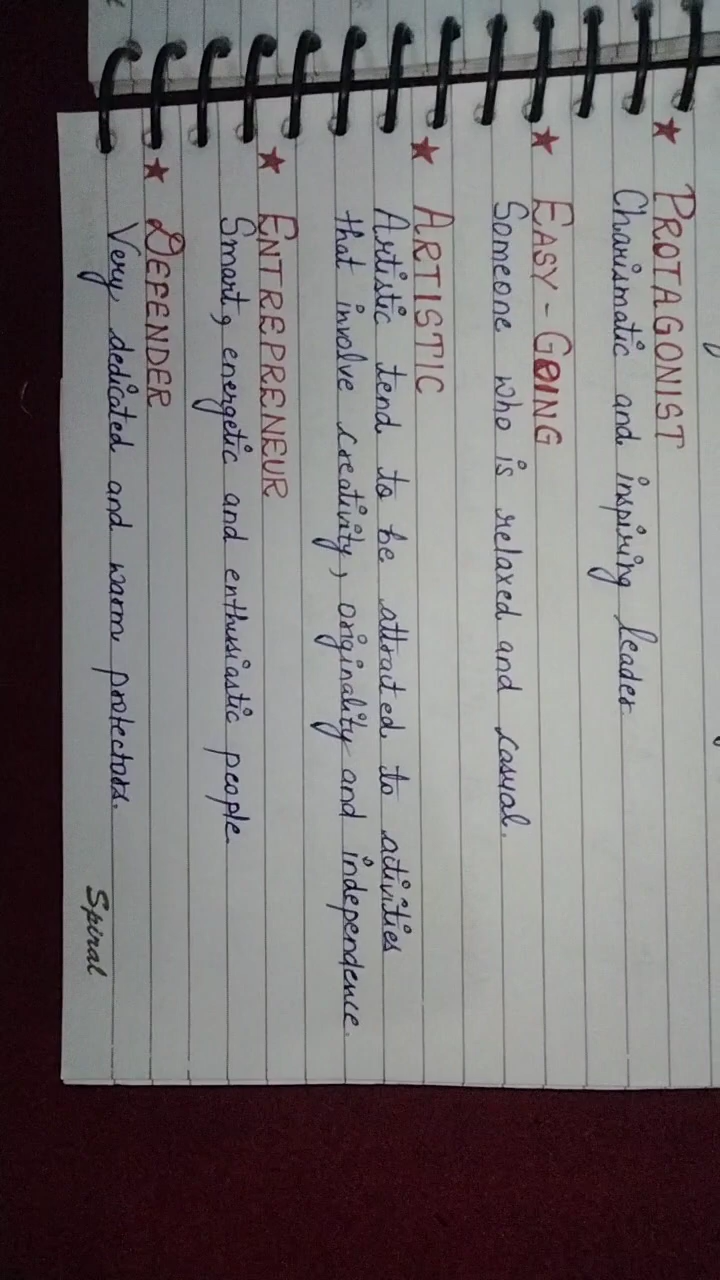 ★ PROTAGONIST
Charismatic and inspiring leader
★ EASY-GOING
Someone who is relaxed and casual.
★ ARTISTIC
Artistic tend to be attracted to activities
that involve creativity, originality and independence.
★ ENTREPRENEUR
Smart, energetic and enthusiastic people.
★ DEFENDER
Very dedicated and warm protectors.
Spiral